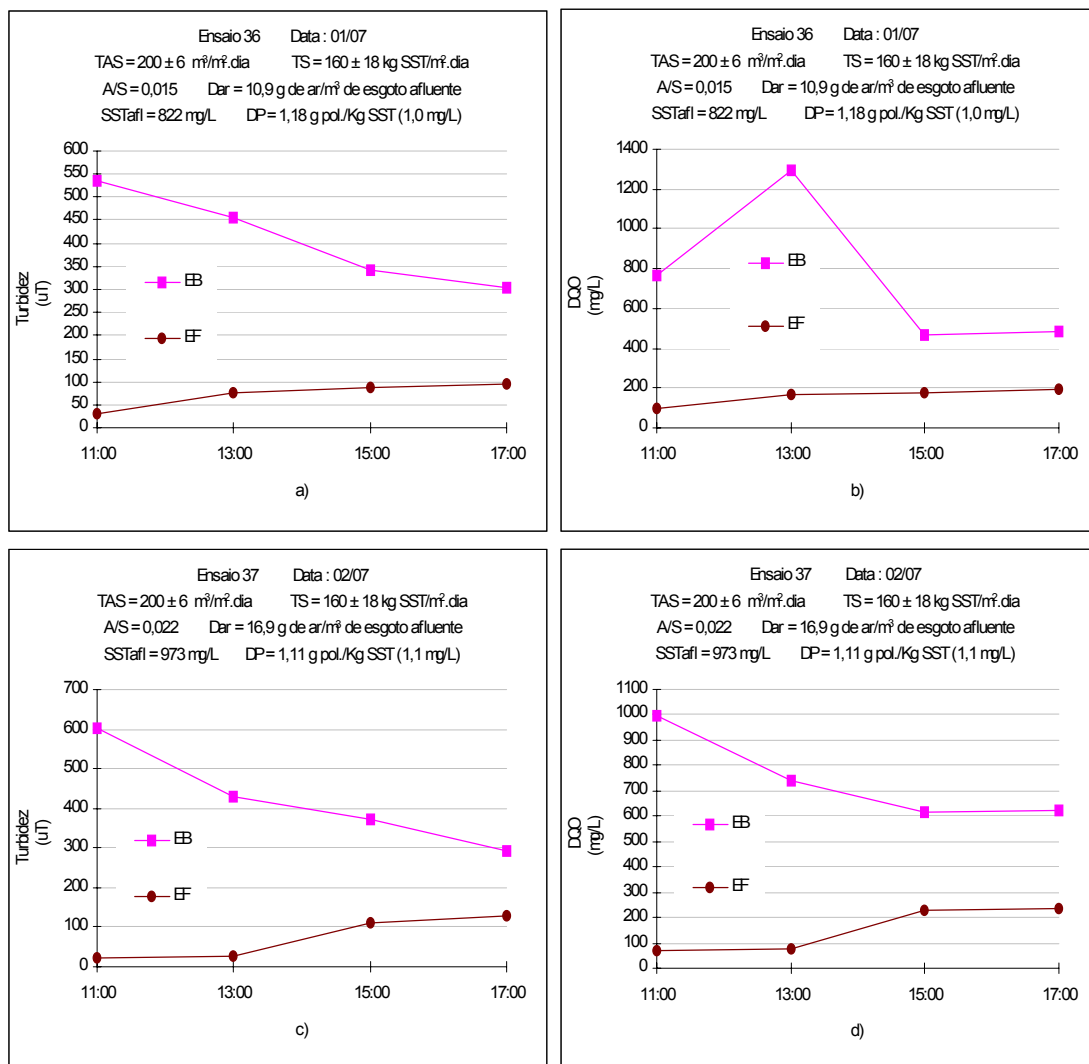 Ensaio 36 Data : 01/07
TAS = 200 ± 6 m³/m².dia TS = 160 ± 18 kg SST/m².dia
A/S = 0,015 Dar = 10,9 g de ar/m³ de esgoto afluente
SSTafl = 822 mg/L DP = 1,18 g pol./Kg SST (1,0 mg/L)
600
550
500
450
400
350
300
250
200
150
100
50
0
Turbidez
(uT)
EB
EF
11:00 13:00 15:00 17:00
a)
Ensaio 36 Data : 01/07
TAS = 200 ± 6 m³/m².dia TS = 160 ± 18 kg SST/m².dia
A/S = 0,015 Dar = 10,9 g de ar/m³ de esgoto afluente
SSTafl = 822 mg/L DP = 1,18 g pol./Kg SST (1,0 mg/L)
1400
1200
1000
800
600
400
200
0
DQO
(mg/L)
EB
EF
11:00 13:00 15:00 17:00
b)
Ensaio 37 Data : 02/07
TAS = 200 ± 6 m³/m².dia TS = 160 ± 18 kg SST/m².dia
A/S = 0,022 Dar = 16,9 g de ar/m³ de esgoto afluente
SSTafl = 973 mg/L DP = 1,11 g pol./Kg SST (1,1 mg/L)
700
600
500
400
300
200
100
0
Turbidez
(uT)
EB
EF
11:00 13:00 15:00 17:00
c)
Ensaio 37 Data : 02/07
TAS = 200 ± 6 m³/m².dia TS = 160 ± 18 kg SST/m².dia
A/S = 0,022 Dar = 16,9 g de ar/m³ de esgoto afluente
SSTafl = 973 mg/L DP = 1,11 g pol./Kg SST (1,1 mg/L)
1100
1000
900
800
700
600
500
400
300
200
100
0
DQO
(mg/L)
EB
EF
11:00 13:00 15:00 17:00
d)